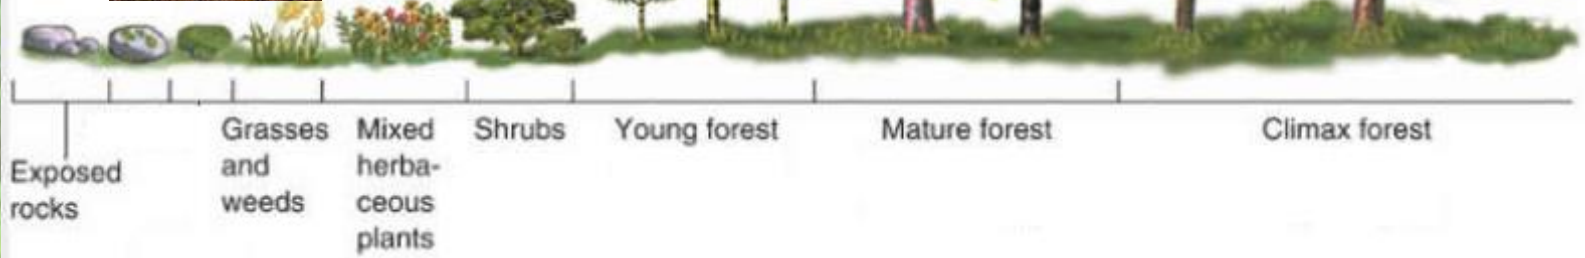 Exposed
rocks
Grasses
and
weeds
Mixed
herba-
ceous
plants
Shrubs
Young forest
Mature forest
Climax forest